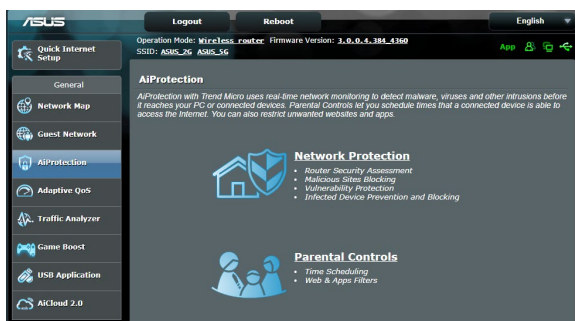 ASUS
Logout
Reboot
English
Quick Internet
Setup
Operation Mode: Wireless router Firmware Version: 3.0.0.4.384_4360
SSID: ASUS_2G ASUS_5G
App
General
Network Map
Guest Network
AiProtection
Adaptive QoS
Traffic Analyzer
Game Boost
USB Application
AiCloud 2.0
AiProtection
AiProtection with Trend Micro uses real-time network monitoring to detect malware, viruses and other intrusions before
it reaches your PC or connected devices. Parental Controls let you schedule times that a connected device is able to
access the Internet. You can also restrict unwanted websites and apps.
Network Protection
• Router Security Assessment
• Malicious Sites Blocking
• Vulnerability Protection
• Infected Device Prevention and Blocking
Parental Controls
• Time Scheduling
• Web & Apps Filters